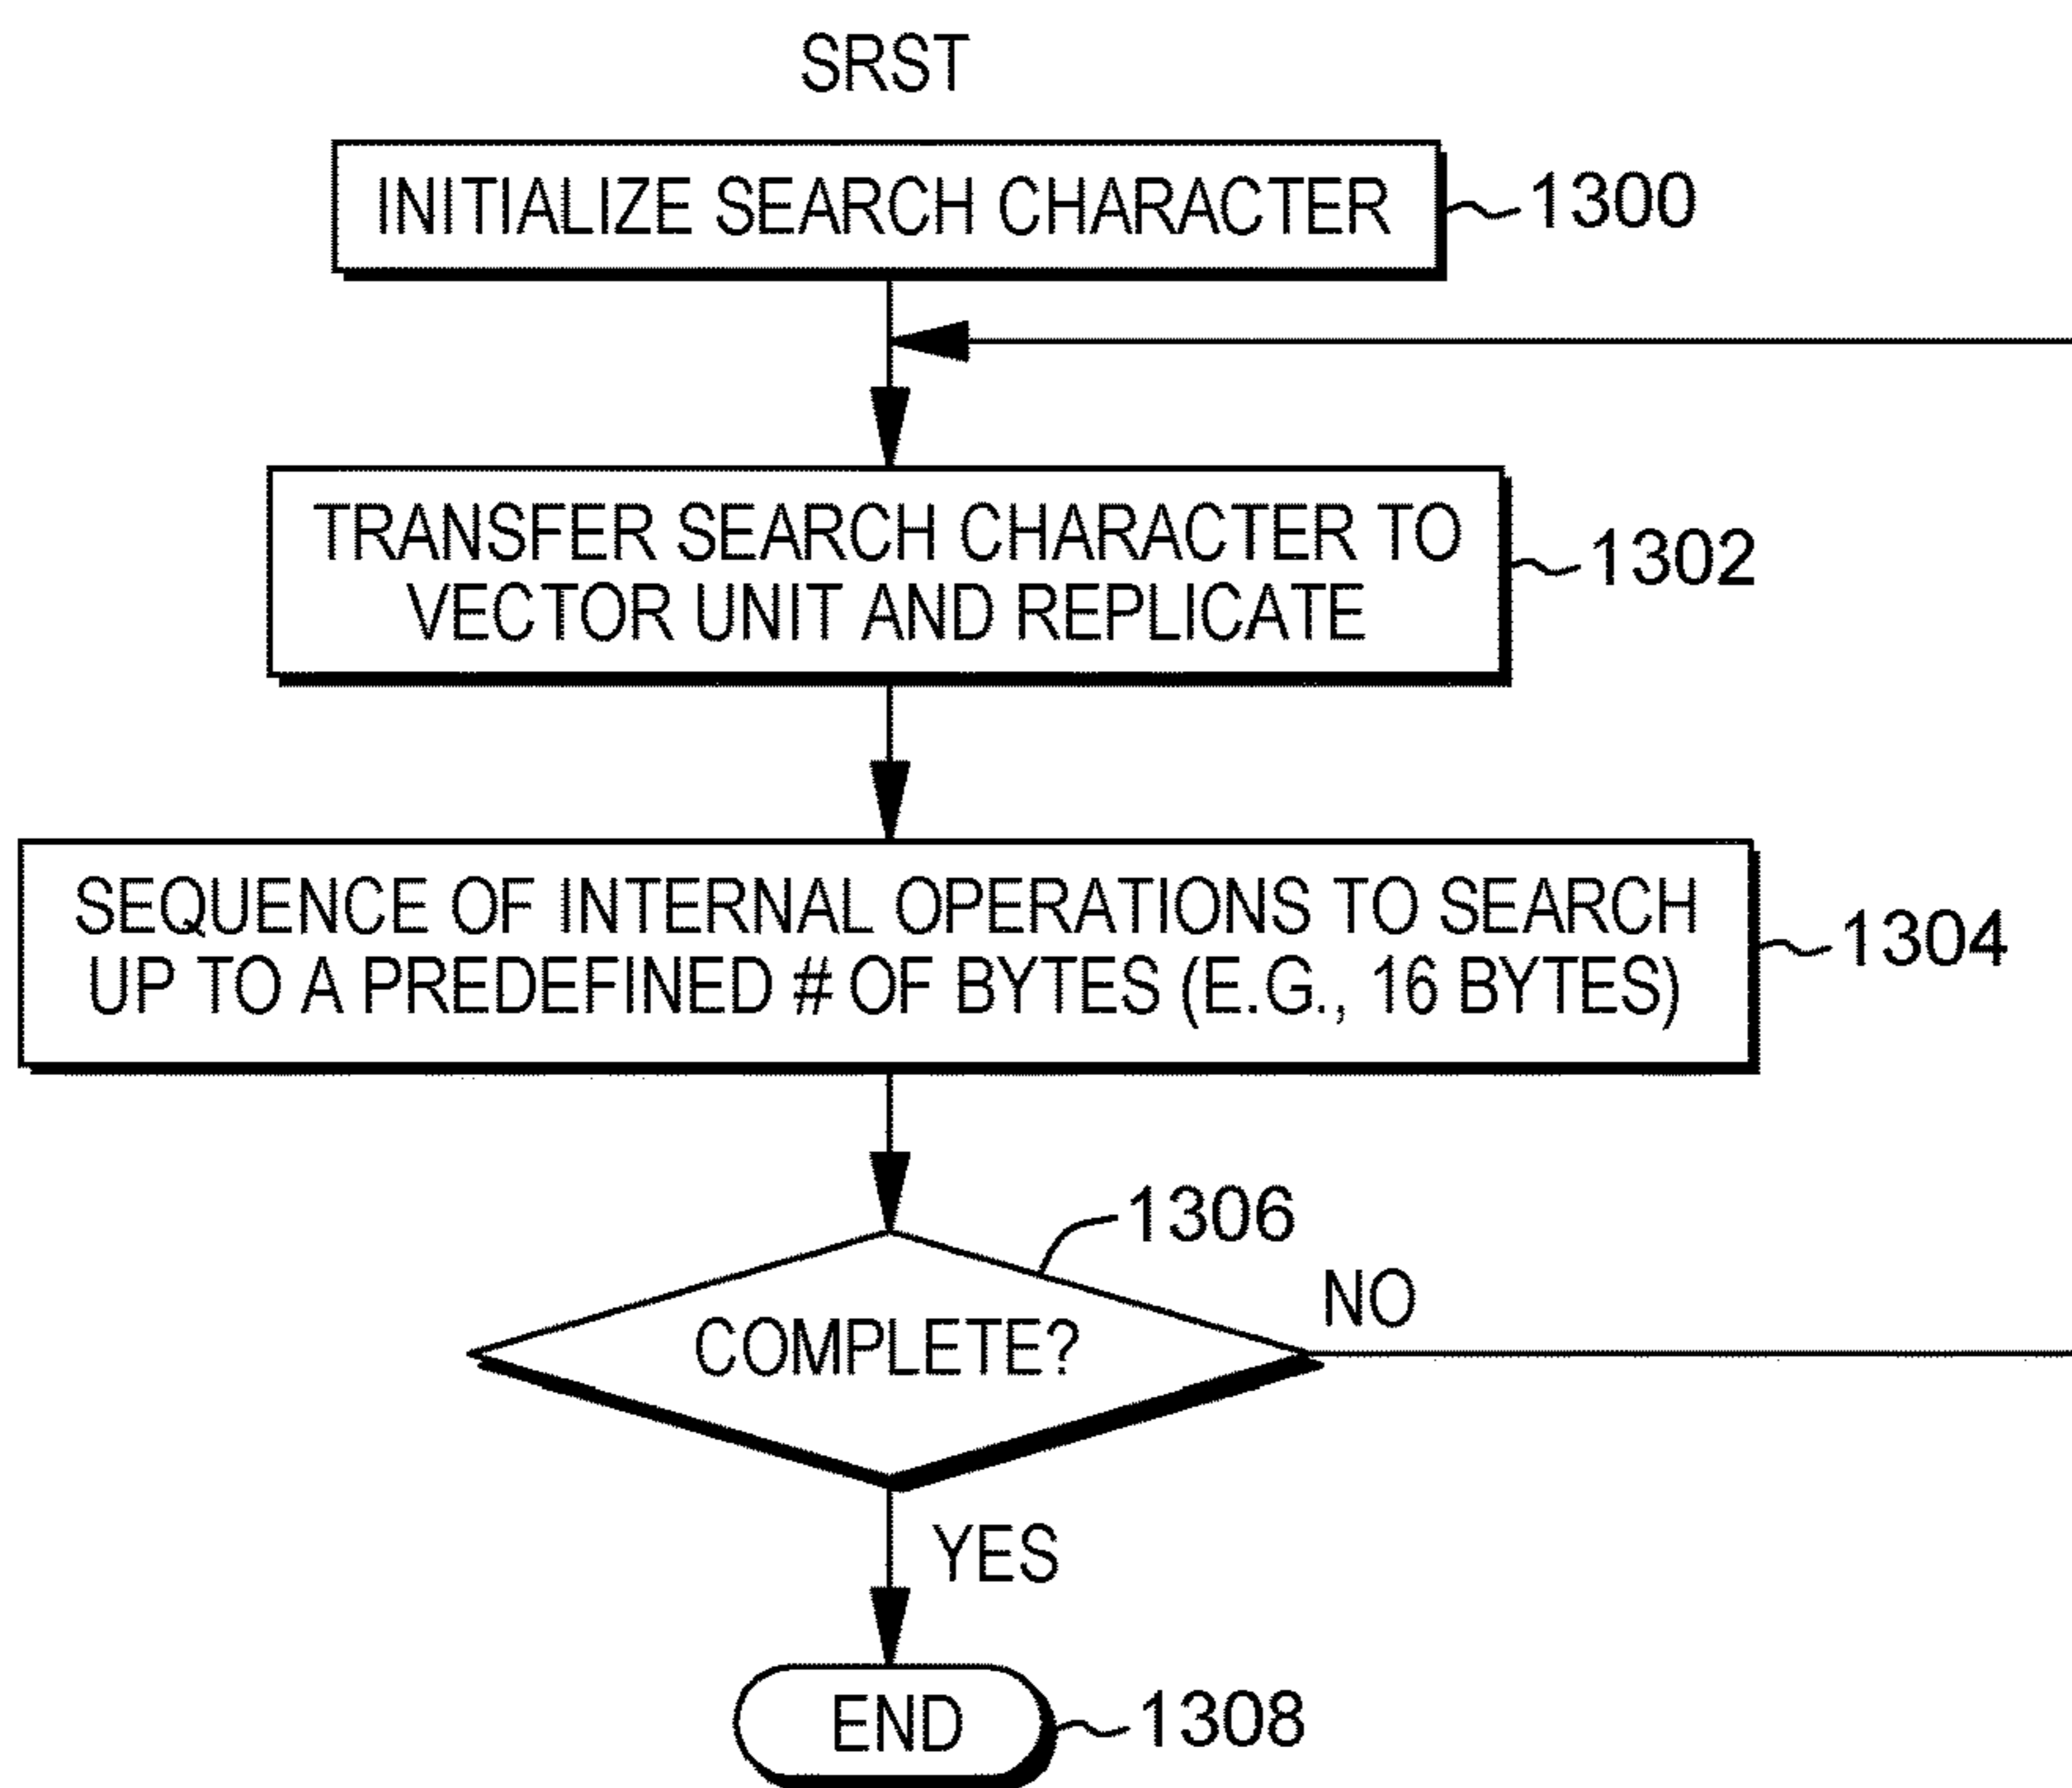 SRST
INITIALIZE SEARCH CHARACTER
1300
TRANSFER SEARCH CHARACTER TO
VECTOR UNIT AND REPLICATE
1302
SEQUENCE OF INTERNAL OPERATIONS TO SEARCH
UP TO A PREDEFINED # OF BYTES (E.G., 16 BYTES)
1304
1306
COMPLETE?
NO
YES
END
1308